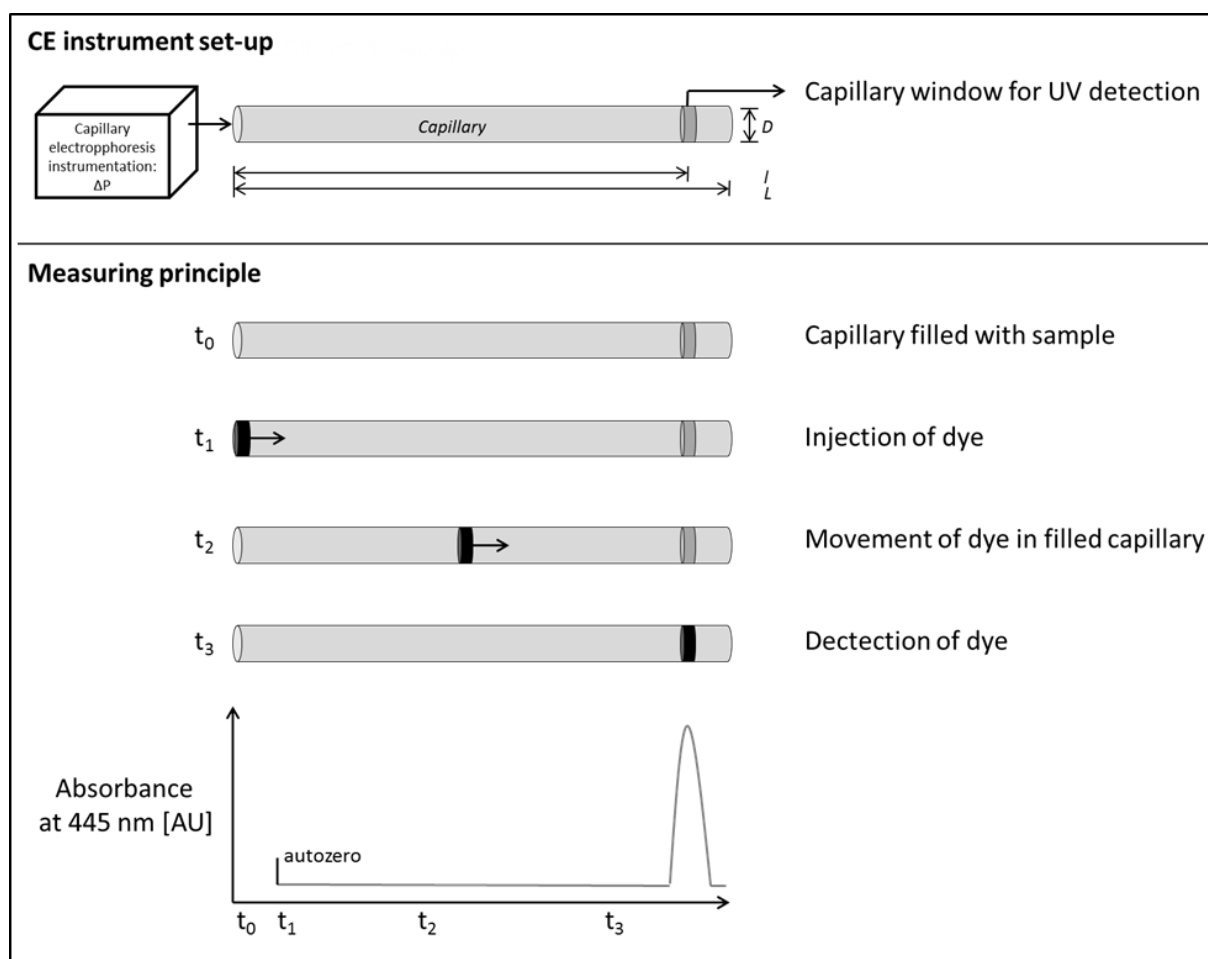 CE instrument set-up
Capillary window for UV detection
Capillary
electropphoresis
instrumentation:
ΔP
Capillary
D
l
L
Measuring principle
t0
Capillary filled with sample
t1
Injection of dye
t2
Movement of dye in filled capillary
t3
Dectection of dye
Absorbance
at 445 nm [AU]
autozero
t0 t1 t2 t3